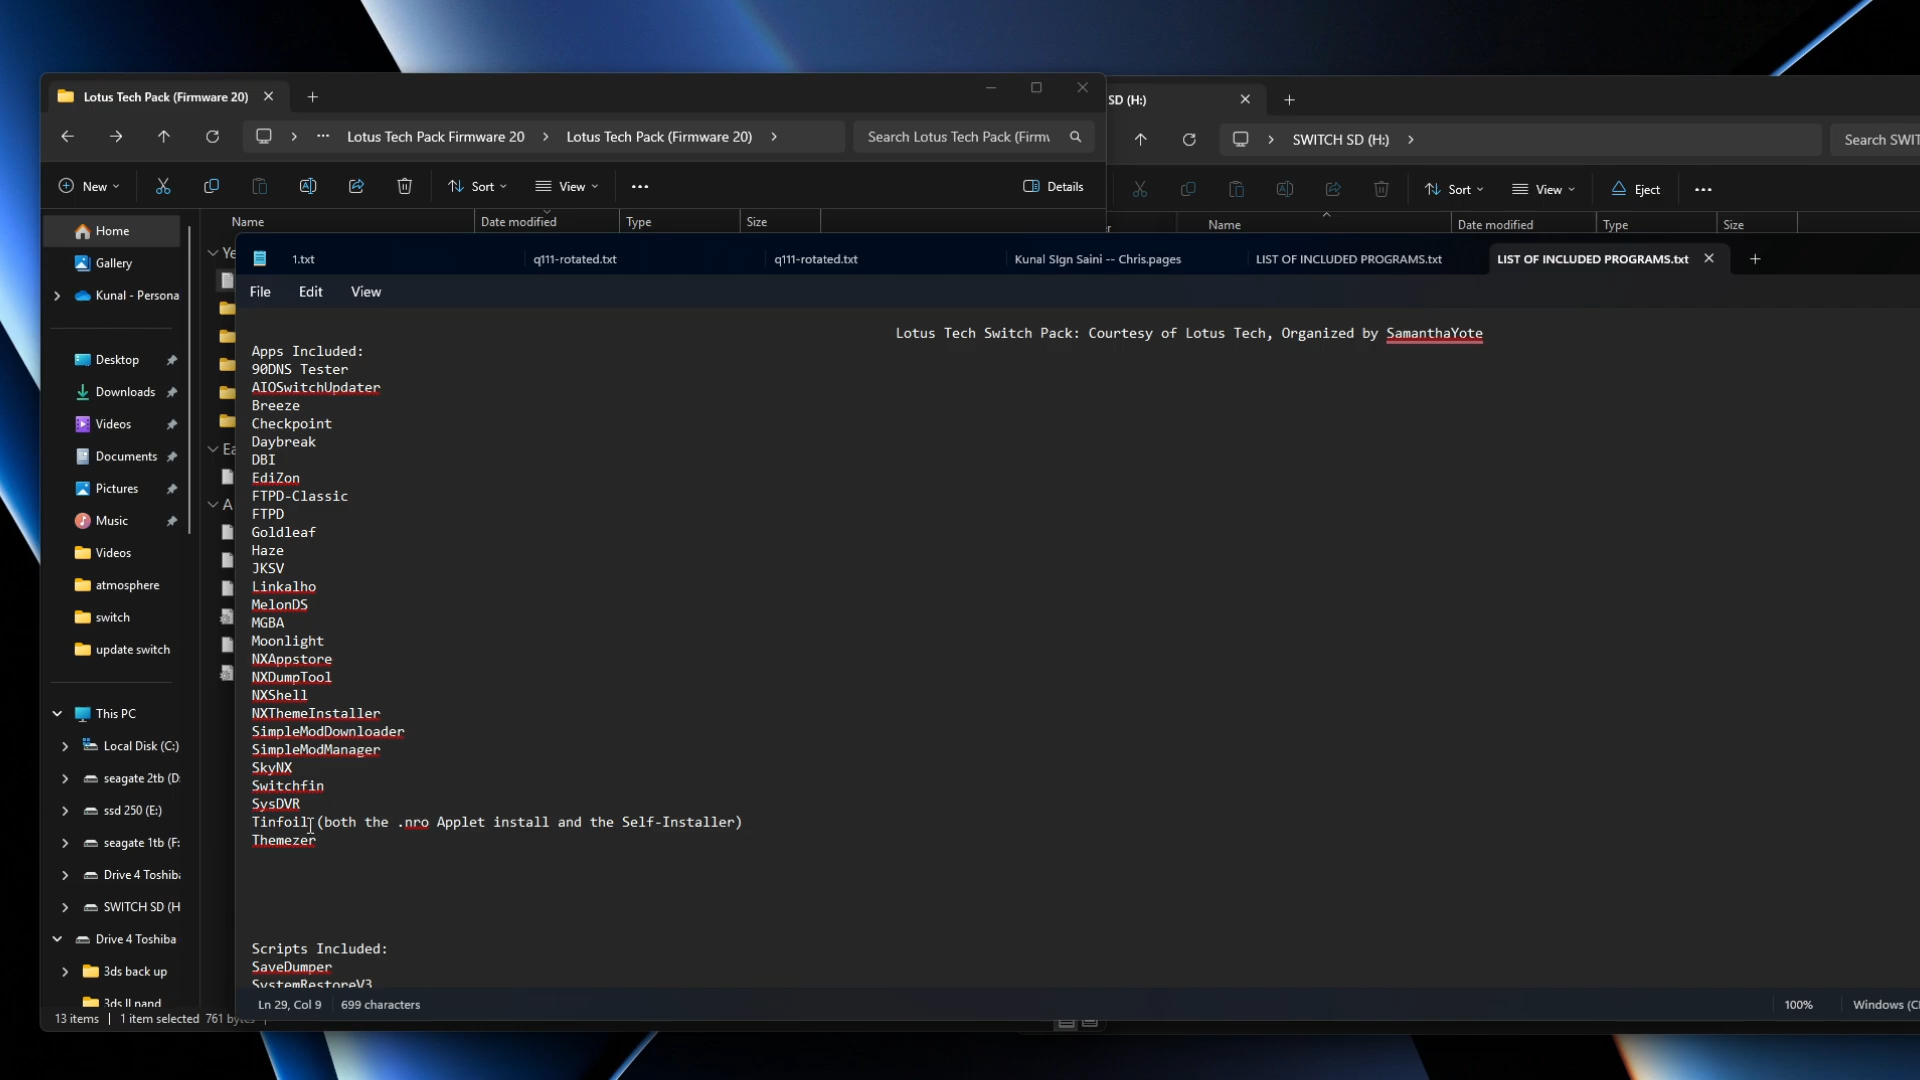 Lotus Tech Pack (Firmware 20)
SD (H:)
Lotus Tech Pack Firmware 20 > Lotus Tech Pack (Firmware 20) >
Search Lotus Tech Pack (Firmw
SWITCH SD (H:) >
Search SWIT
New
Sort
View
Details
Sort
View
Eject
Name
Date modified
Type
Size
Name
Date modified
Type
Size
Home
Gallery
Kunal - Persona
Desktop
Downloads
Videos
Documents
Pictures
Music
Videos
atmosphere
switch
update switch
This PC
Local Disk (C:)
seagate 2tb (D:
ssd 250 (E:)
seagate 1tb (F:
Drive 4 Toshiba
SWITCH SD (H
Drive 4 Toshiba
3ds back up
3ds ll nand
13 items
1 item selected 761 bytes
Ye
Ea
A
1.txt
q111-rotated.txt
q111-rotated.txt
Kunal SIgn Saini -- Chris.pages
LIST OF INCLUDED PROGRAMS.txt
LIST OF INCLUDED PROGRAMS.txt
File
Edit
View
Lotus Tech Switch Pack: Courtesy of Lotus Tech, Organized by SamanthaYote
Apps Included:
90DNS Tester
AIOSwitchUpdater
Breeze
Checkpoint
Daybreak
DBI
EdiZon
FTPD-Classic
FTPD
Goldleaf
Haze
JKSV
Linkalho
MelonDS
MGBA
Moonlight
NXAppstore
NXDumpTool
NXShell
NXThemeInstaller
SimpleModDownloader
SimpleModManager
SkyNX
Switchfin
SysDVR
Tinfoil (both the .nro Applet install and the Self-Installer)
Themezer
Scripts Included:
SaveDumper
SystemRestoreV3
Ln 29, Col 9
699 characters
100%
Windows (C